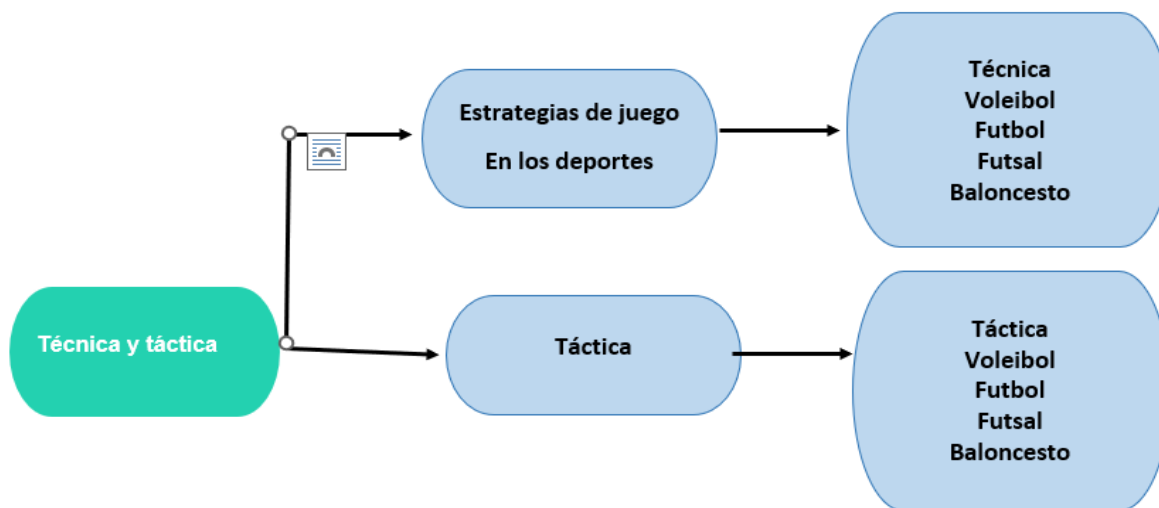 Técnica y táctica
Estrategias de juego
En los deportes
Técnica
Voleibol
Futbol
Futsal
Baloncesto
Táctica
Táctica
Voleibol
Futbol
Futsal
Baloncesto